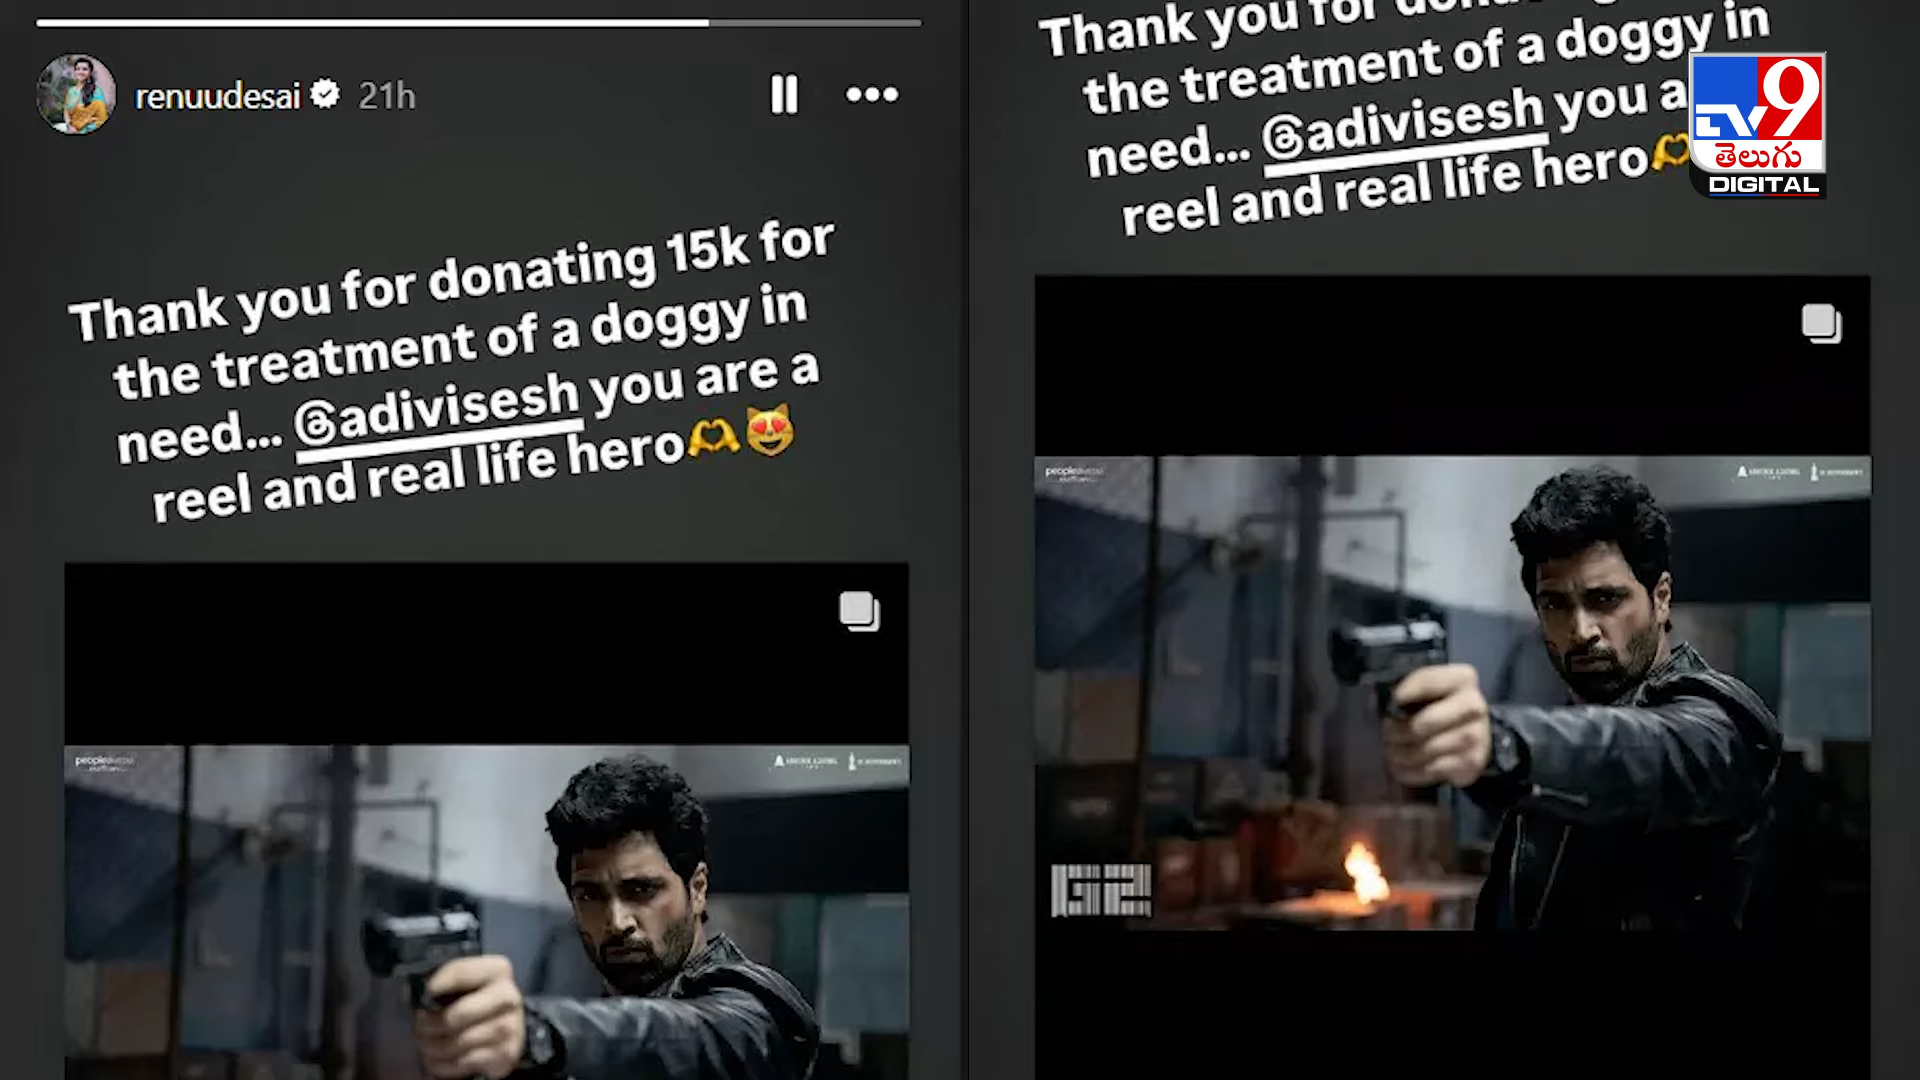 renuudesai 21h
Thank you for donating 15k for
the treatment of a doggy in
need... @adivisesh you are a
reel and real life hero🫶😻
Thank you for
the treatment of a doggy in
need... @adivisesh you a
reel and real life hero🫶
TV9
తెలుగు
DIGITAL
G2